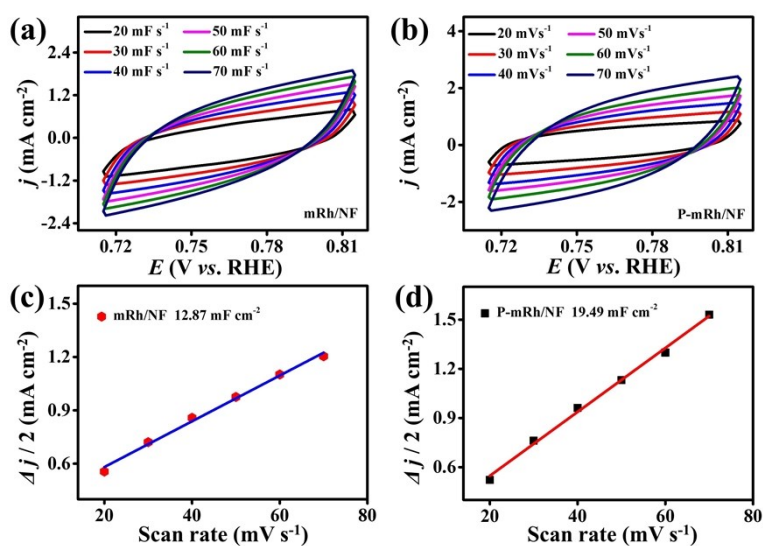 (a)
20 mF s⁻¹ 50 mF s⁻¹
30 mF s⁻¹ 60 mF s⁻¹
40 mF s⁻¹ 70 mF s⁻¹
2.4
1.2
0.0
-1.2
-2.4
j (mA cm⁻²)
mRh/NF
0.72 0.75 0.78 0.81
E (V vs. RHE)
(b)
20 mVs⁻¹ 50 mVs⁻¹
30 mVs⁻¹ 60 mVs⁻¹
40 mVs⁻¹ 70 mVs⁻¹
4
2
0
-2
j (mA cm⁻²)
P-mRh/NF
0.72 0.75 0.78 0.81
E (V vs. RHE)
(c)
mRh/NF 12.87 mF cm⁻²
1.5
1.2
0.9
0.6
Δ j / 2 (mA cm⁻²)
20 40 60 80
Scan rate (mV s⁻¹)
(d)
P-mRh/NF 19.49 mF cm⁻²
1.5
1.2
0.9
0.6
Δ j / 2 (mA cm⁻²)
20 40 60 80
Scan rate (mV s⁻¹)